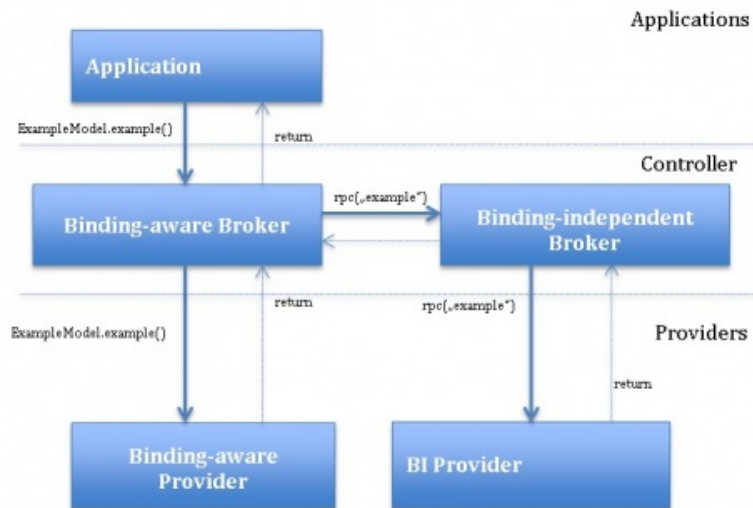 Applications
Application
ExampleModel.example()
return
Controller
Binding-aware Broker
rpc(„example“)
Binding-independent
Broker
return
rpc(„example“)
ExampleModel.example()
Providers
return
Binding-aware
Provider
BI Provider